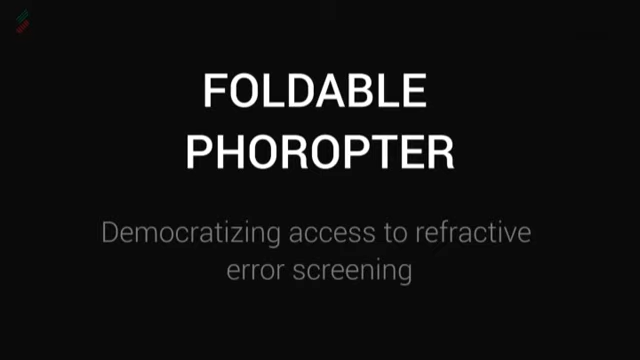 FOLDABLE
PHOROPTER
Democratizing access to refractive
error screening